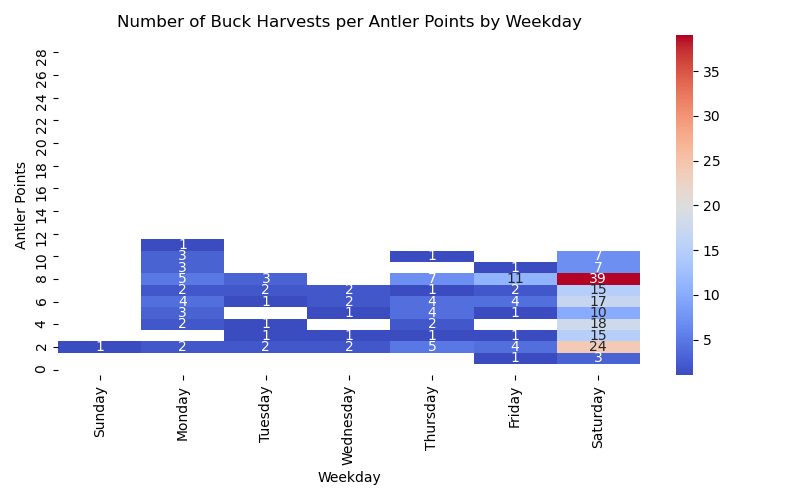 Number of Buck Harvests per Antler Points by Weekday
Antler Points
28
26
24
22
20
18
16
14
12
1
10 3 1 7
3 1 7
8 5 3 7 11 39
2 2 2 1 2 15
6 4 1 2 4 4 17
3 1 4 1 10
4 2 1 2 18
1 1 1 1 15
2 1 2 2 2 5 4 24
1 3
0
Sunday Monday Tuesday Wednesday Thursday Friday Saturday
Weekday
35
30
25
20
15
10
5